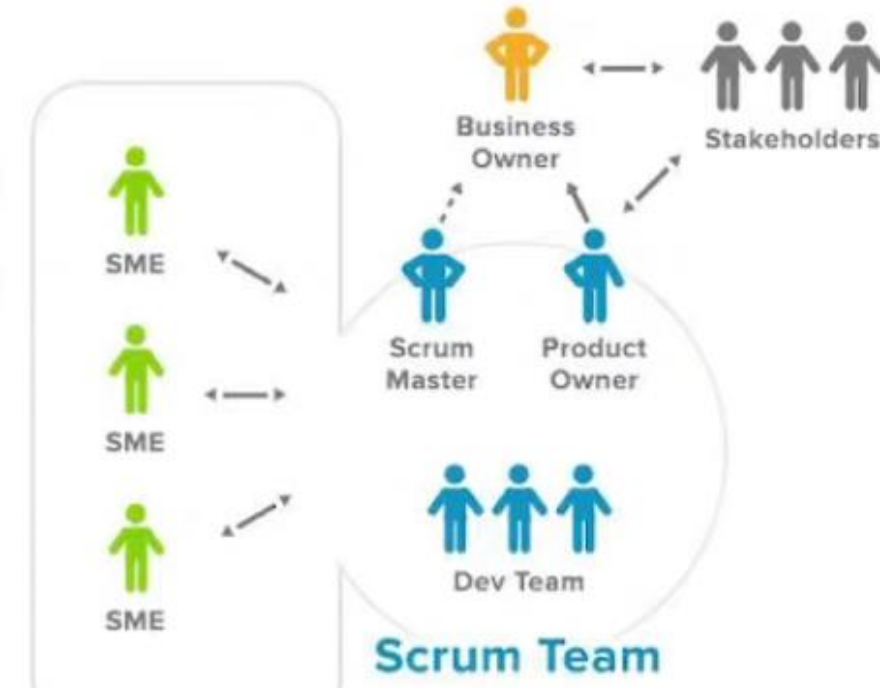 Business
Owner
Stakeholders
SME
Scrum
Master
Product
Owner
SME
SME
Dev Team
Scrum Team